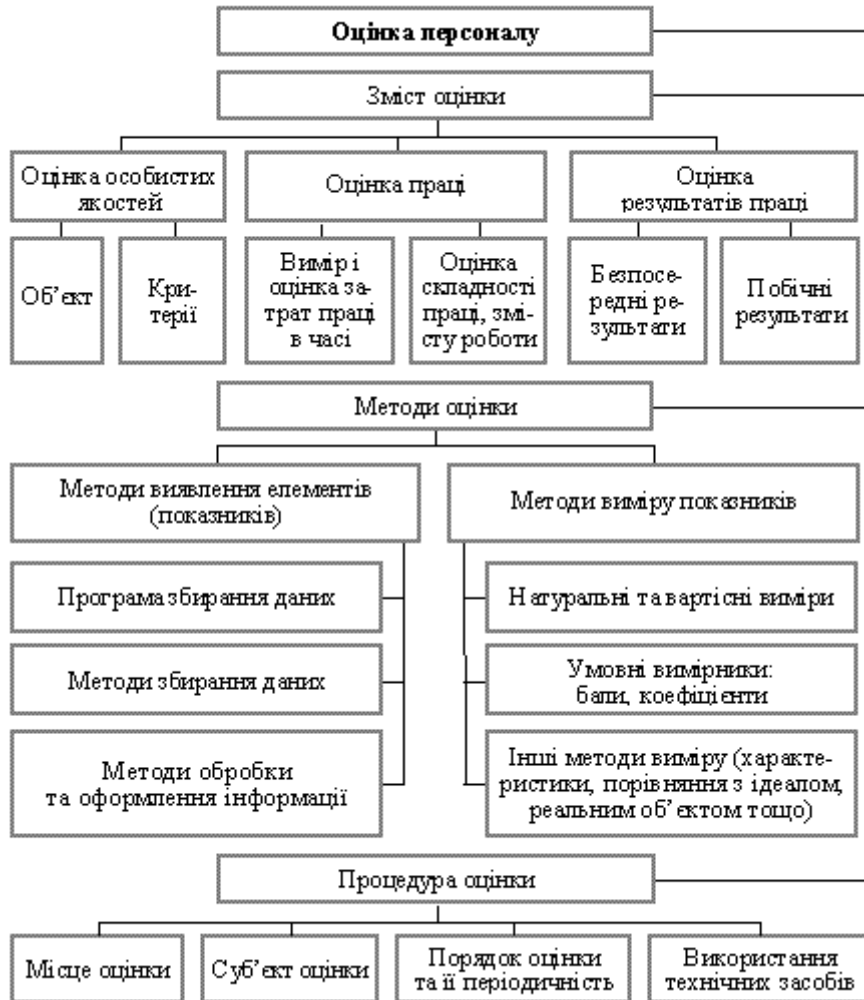 Оцінка персоналу
Зміст оцінки
Оцінка особистих
якостей
Оцінка праці
Оцінка
результатів праці
Об’єкт
Кри-
терії
Вимір і
оцінка за-
трат праці
в часі
Оцінка
складності
праці, змі-
сту роботи
Безпосе-
редні ре-
зультати
Побічні
результати
Методи оцінки
Методи виявлення елементів
(показників)
Методи виміру показників
Програма збирання даних
Натуральні та вартісні виміри
Методи збирання даних
Умовні вимірники:
бали, коефіцієнти
Методи обробки
та оформлення інформації
Інші методи виміру (характе-
ристики, порівняння з ідеалом,
реальним об’єктом тощо)
Процедура оцінки
Місце оцінки
Суб’єкт оцінки
Порядок оцінки
та її періодичність
Використання
технічних засобів